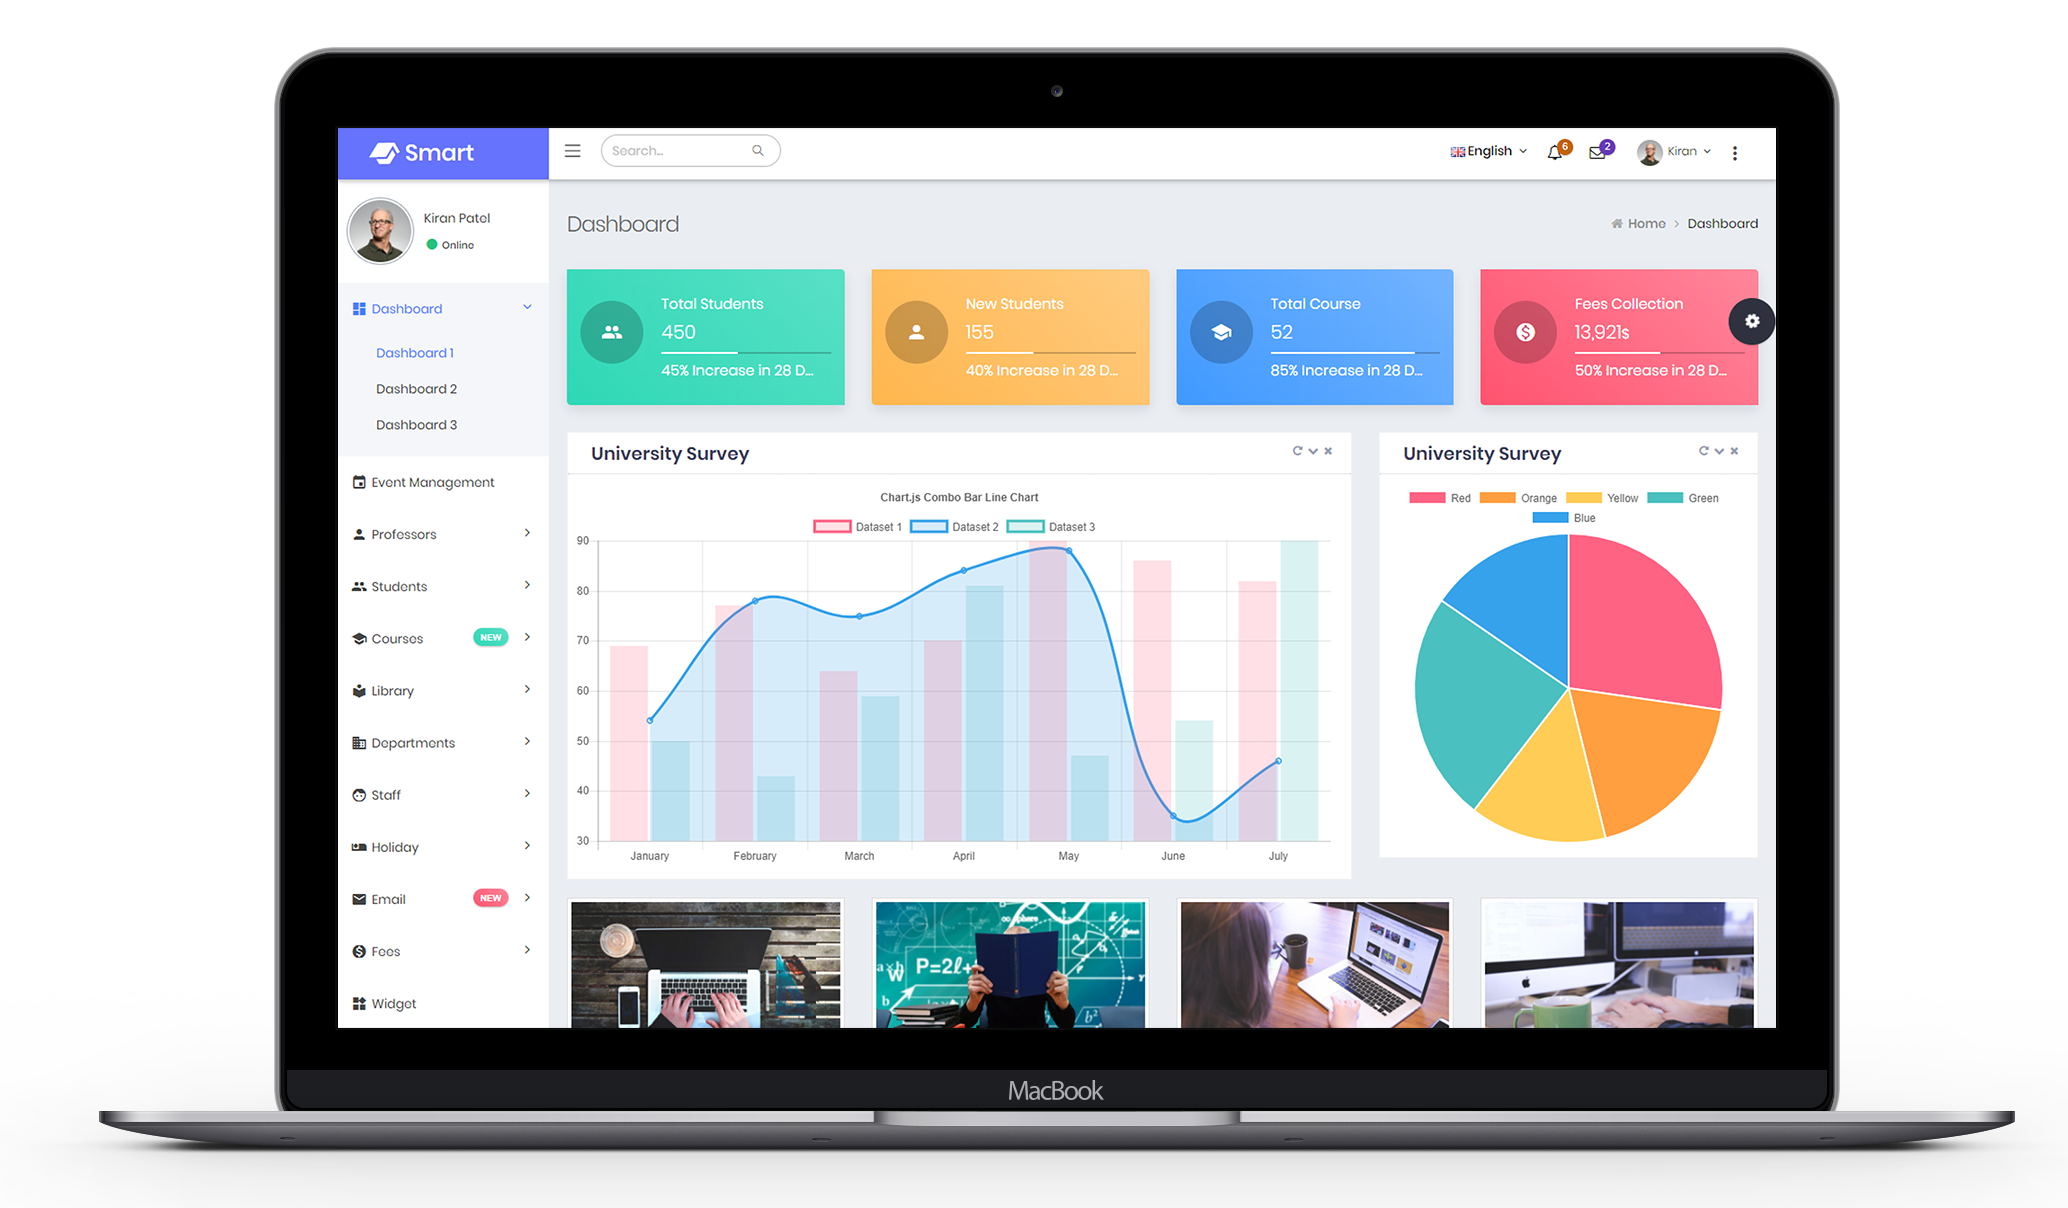 Smart
Search...
English
6
2
Kiran
Kiran Patel
Online
Dashboard
Dashboard 1
Dashboard 2
Dashboard 3
Event Management
Professors
Students
Courses NEW
Library
Departments
Staff
Holiday
Email NEW
Fees
Widget
Dashboard
Home > Dashboard
Total Students
450
45% Increase in 28 D...
New Students
155
40% Increase in 28 D...
Total Course
52
85% Increase in 28 D...
Fees Collection
13,921$
50% Increase in 28 D...
University Survey
Chart.js Combo Bar Line Chart
Dataset 1 Dataset 2 Dataset 3
90
80
70
60
50
40
30
January February March April May June July
University Survey
Red Orange Yellow Green
Blue
P=2ℓ+
MacBook